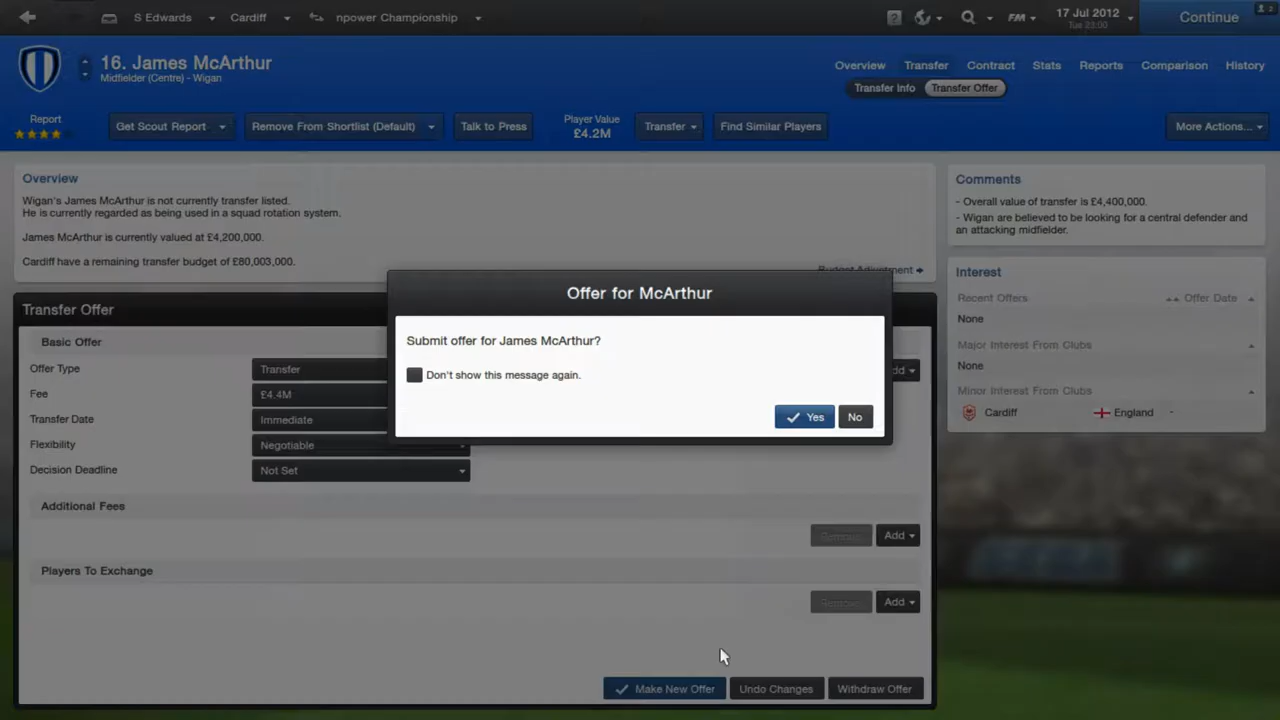 S Edwards
Cardiff
npower Championship
?
FM
17 Jul 2012
Tue 23:00
Continue
2
16. James McArthur
Midfielder (Centre) - Wigan
Overview
Transfer
Contract
Stats
Reports
Comparison
History
Transfer Info
Transfer Offer
Report
Get Scout Report
Remove From Shortlist (Default)
Talk to Press
Player Value
£4.2M
Transfer
Find Similar Players
More Actions...
Overview
Wigan's James McArthur is not currently transfer listed.
He is currently regarded as being used in a squad rotation system.
James McArthur is currently valued at £4,200,000.
Cardiff have a remaining transfer budget of £80,003,000.
Budget Adjustment
Comments
- Overall value of transfer is £4,400,000.
- Wigan are believed to be looking for a central defender and
an attacking midfielder.
Interest
Recent Offers
Offer Date
None
Major Interest From Clubs
None
Minor Interest From Clubs
Cardiff
England
-
Transfer Offer
Basic Offer
Offer Type
Transfer
Fee
£4.4M
Transfer Date
Immediate
Flexibility
Negotiable
Decision Deadline
Not Set
Additional Fees
Remove
Add
Players To Exchange
Remove
Add
Make New Offer
Undo Changes
Withdraw Offer
Offer for McArthur
Submit offer for James McArthur?
Don't show this message again.
Yes
No